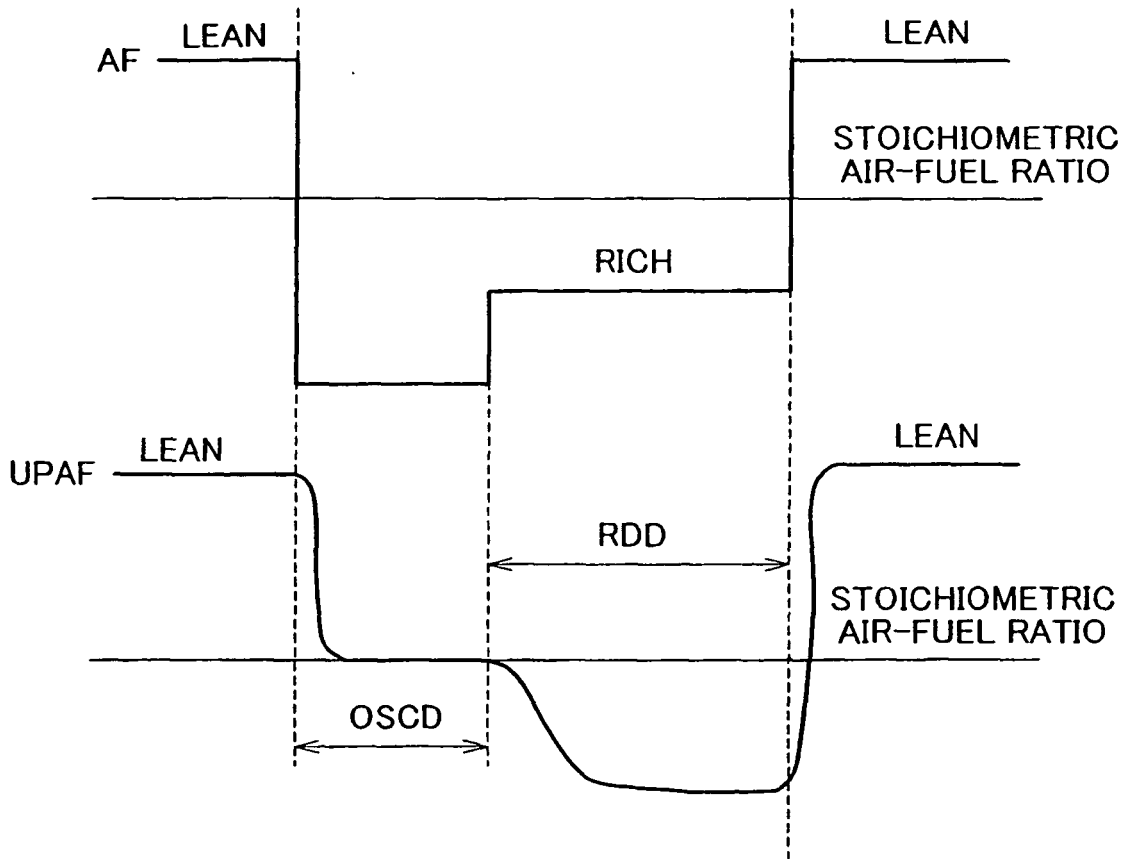 LEAN
LEAN
AF
STOICHIOMETRIC
AIR-FUEL RATIO
RICH
LEAN
LEAN
UPAF
RDD
STOICHIOMETRIC
AIR-FUEL RATIO
OSCD